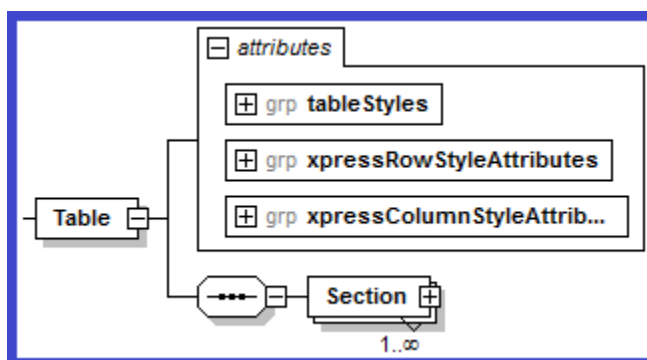 attributes
grp tableStyles
grp xpressRowStyleAttributes
grp xpressColumnStyleAttrib...
Table
Section
1..∞